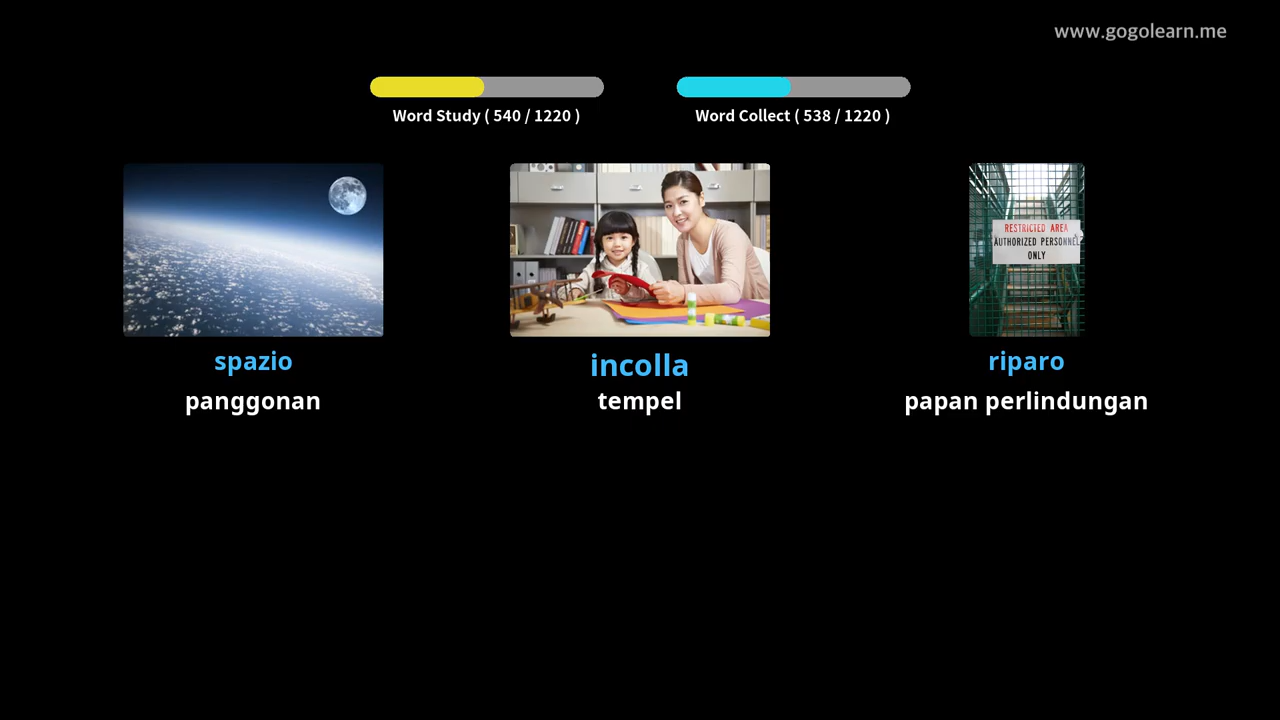 www.gogolearn.me
Word Study ( 540 / 1220 )
Word Collect ( 538 / 1220 )
RESTRICTED AREA
AUTHORIZED PERSONNEL
ONLY
spazio
incolla
riparo
panggonan
tempel
papan perlindungan